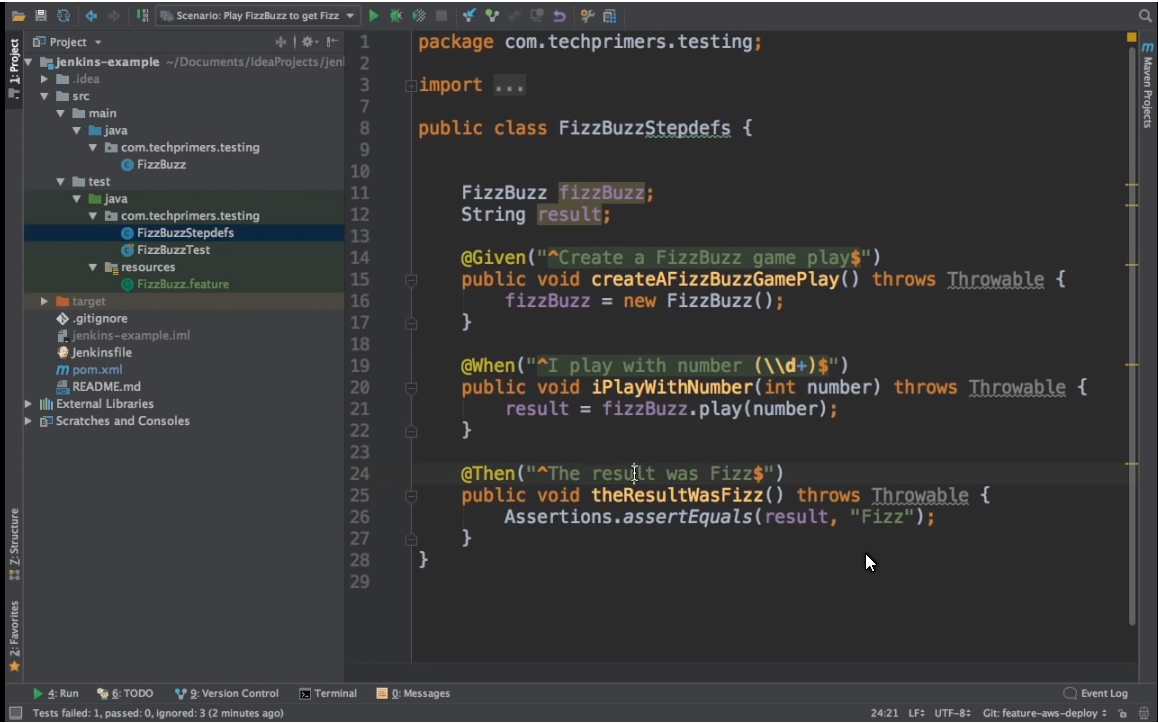 Scenario: Play FizzBuzz to get Fizz
1: Project
Project
jenkins-example ~/Documents/IdeaProjects/jenl
.idea
src
main
java
com.techprimers.testing
FizzBuzz
test
java
com.techprimers.testing
FizzBuzzStepdefs
FizzBuzzTest
resources
FizzBuzz.feature
target
.gitignore
jenkins-example.iml
Jenkinsfile
pom.xml
README.md
External Libraries
Scratches and Consoles
Z: Structure
2: Favorites
1 package com.techprimers.testing;
2
3 import ...
7
8 public class FizzBuzzStepdefs {
9
10
11 FizzBuzz fizzBuzz;
12 String result;
13
14 @Given("^Create a FizzBuzz game play$")
15 public void createAFizzBuzzGamePlay() throws Throwable {
16 fizzBuzz = new FizzBuzz();
17 }
18
19 @When("^I play with number (\\d+)$")
20 public void iPlayWithNumber(int number) throws Throwable {
21 result = fizzBuzz.play(number);
22 }
23
24 @Then("^The result was Fizz$")
25 public void theResultWasFizz() throws Throwable {
26 Assertions.assertEquals(result, "Fizz");
27 }
28 }
29
Maven Projects
4: Run
6: TODO
9: Version Control
Terminal
0: Messages
Event Log
Tests failed: 1, passed: 0, ignored: 3 (2 minutes ago)
24:21 LF÷ UTF-8÷ Git: feature-aws-deploy ÷